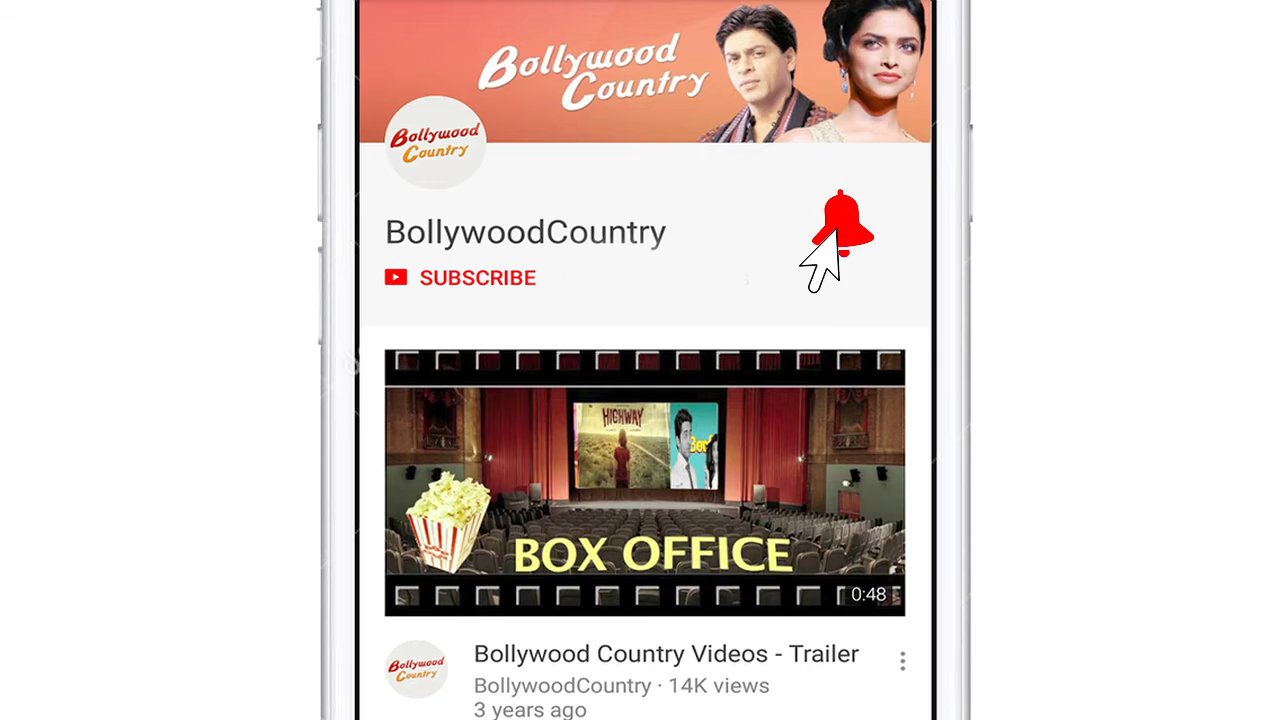 Bollywood
Country
Bollywood
Country
BollywoodCountry
SUBSCRIBE
HIGHWAY
BOX OFFICE
0:48
Bollywood
Country
Bollywood Country Videos - Trailer
BollywoodCountry · 14K views
3 years ago